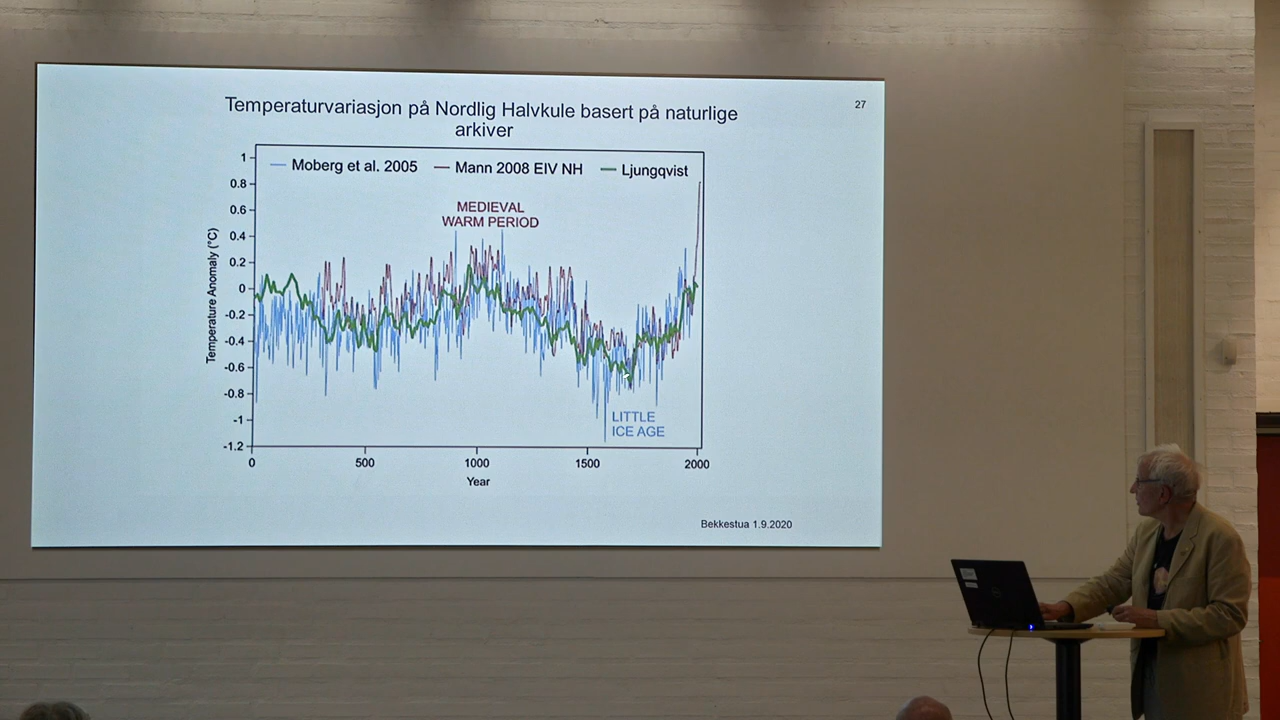 Temperaturvariasjon på Nordlig Halvkule basert på naturlige
arkiver
27
Moberg et al. 2005
Mann 2008 EIV NH
Ljungqvist
MEDIEVAL
WARM PERIOD
LITTLE
ICE AGE
Temperature Anomaly (°C)
1
0.8
0.6
0.4
0.2
0
-0.2
-0.4
-0.6
-0.8
-1
-1.2
0
500
1000
1500
2000
Year
Bekkestua 1.9.2020